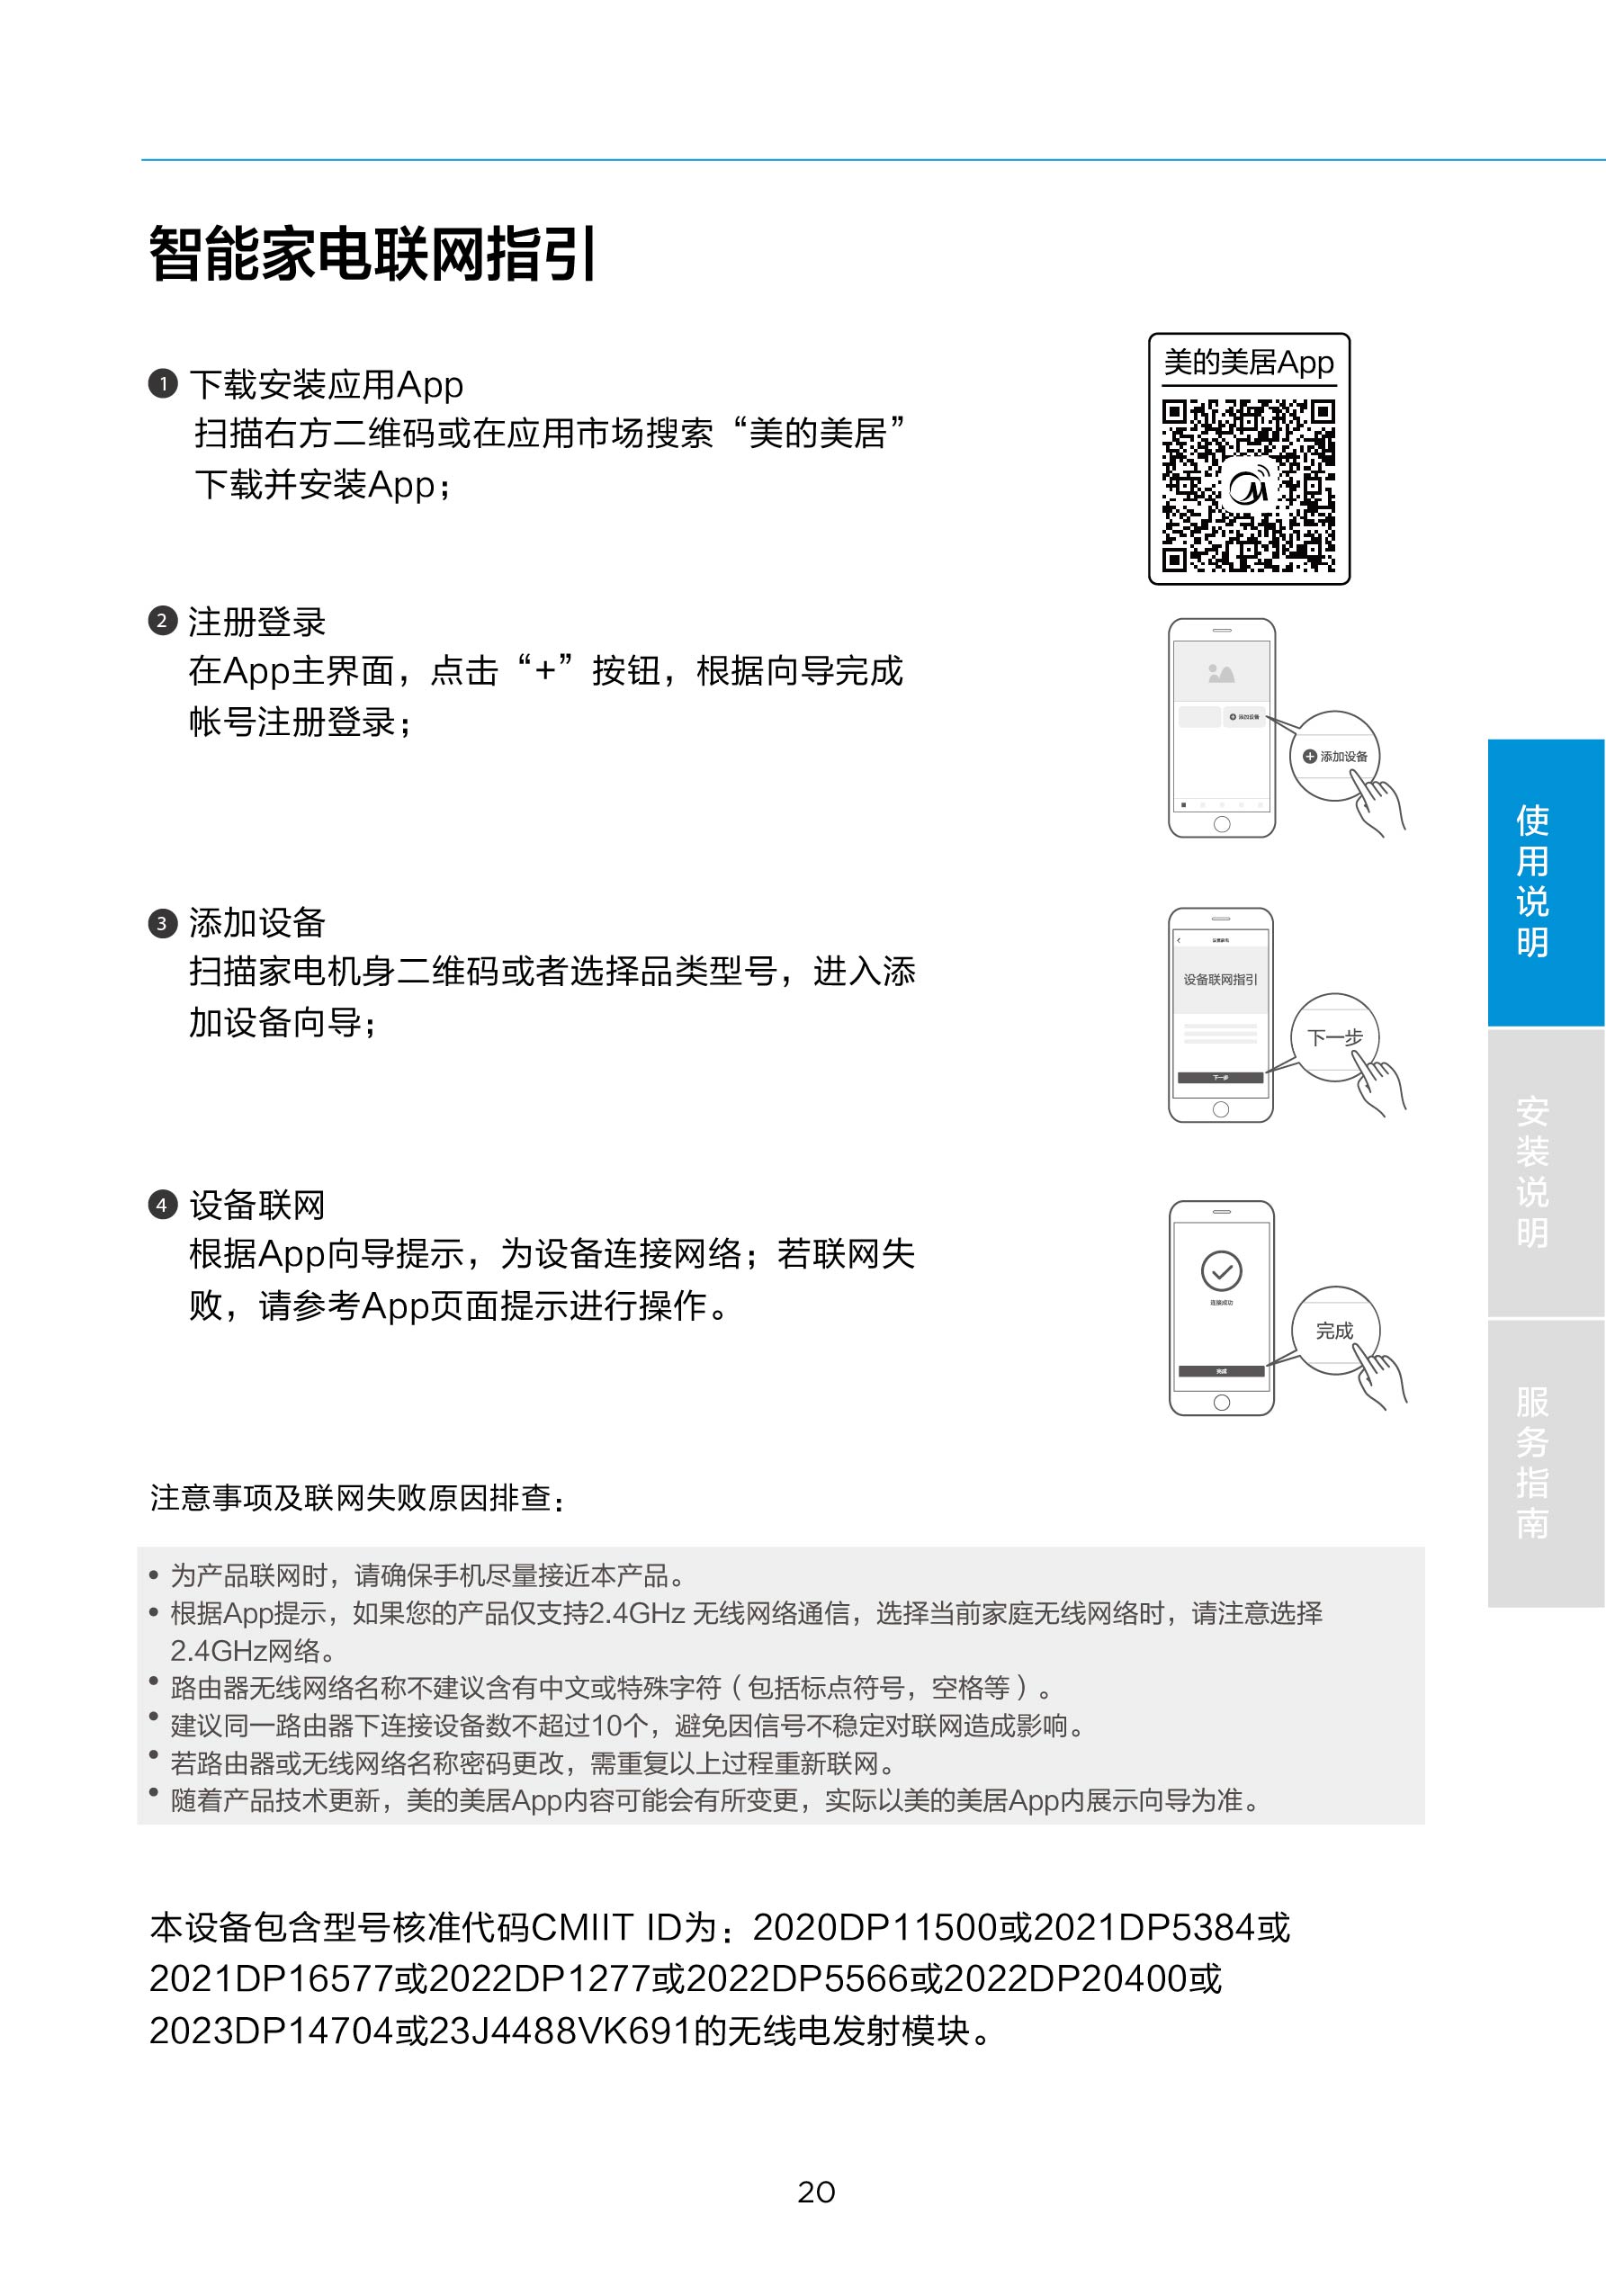 智能家电联网指引
1 下载安装应用App
扫描右方二维码或在应用市场搜索“美的美居”
下载并安装App；
美的美居App
2 注册登录
在App主界面，点击“+”按钮，根据向导完成
帐号注册登录；
添加设备
添加设备
3 添加设备
扫描家电机身二维码或者选择品类型号，进入添
加设备向导；
设备联网指引
下一步
下一步
4 设备联网
根据App向导提示，为设备连接网络；若联网失
败，请参考App页面提示进行操作。
连接成功
完成
完成
注意事项及联网失败原因排查：
• 为产品联网时，请确保手机尽量接近本产品。
• 根据App提示，如果您的产品仅支持2.4GHz 无线网络通信，选择当前家庭无线网络时，请注意选择
2.4GHz网络。
• 路由器无线网络名称不建议含有中文或特殊字符（包括标点符号，空格等）。
• 建议同一路由器下连接设备数不超过10个，避免因信号不稳定对联网造成影响。
• 若路由器或无线网络名称密码更改，需重复以上过程重新联网。
• 随着产品技术更新，美的美居App内容可能会有所变更，实际以美的美居App内展示向导为准。
本设备包含型号核准代码CMIIT ID为：2020DP11500或2021DP5384或
2021DP16577或2022DP1277或2022DP5566或2022DP20400或
2023DP14704或23J4488VK691的无线电发射模块。
使用说明
安装说明
服务指南
20